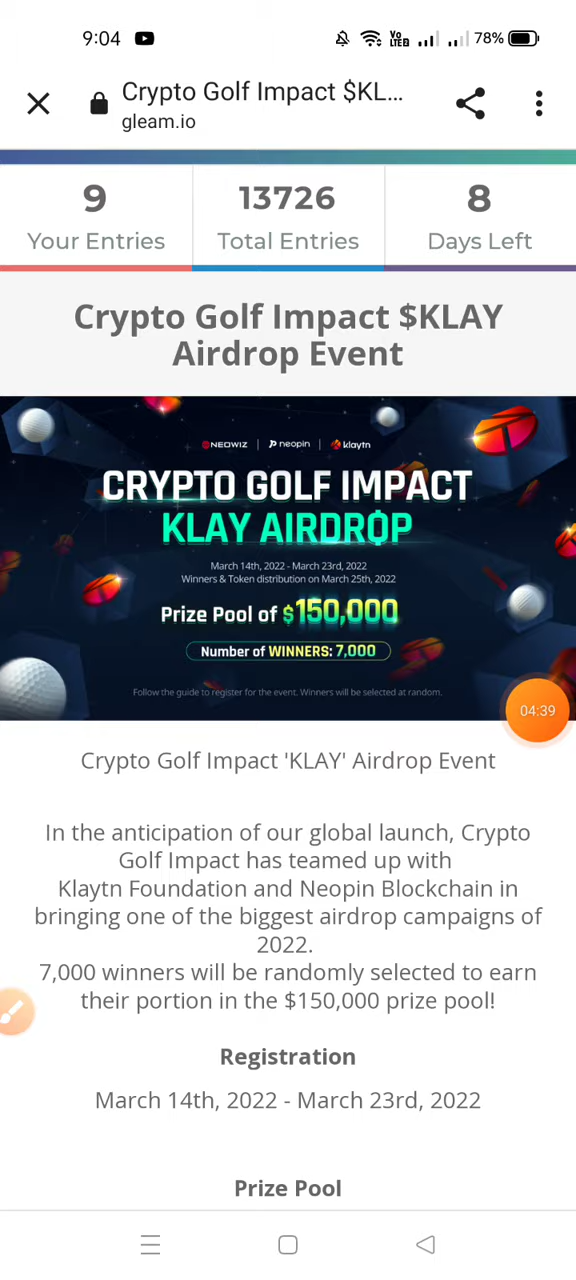 9:04
Vo LTE2
78%
Crypto Golf Impact $KL...
gleam.io
9
13726
8
Your Entries
Total Entries
Days Left
Crypto Golf Impact $KLAY
Airdrop Event
NEOWIZ | neopin | klaytn
CRYPTO GOLF IMPACT
KLAY AIRDROP
March 14th, 2022 - March 23rd, 2022
Winners & Token distribution on March 25th, 2022
Prize Pool of $150,000
Number of WINNERS: 7,000
Follow the guide to register for the event. Winners will be selected at random.
04:39
Crypto Golf Impact 'KLAY' Airdrop Event
In the anticipation of our global launch, Crypto
Golf Impact has teamed up with
Klaytn Foundation and Neopin Blockchain in
bringing one of the biggest airdrop campaigns of
2022.
7,000 winners will be randomly selected to earn
their portion in the $150,000 prize pool!
Registration
March 14th, 2022 - March 23rd, 2022
Prize Pool